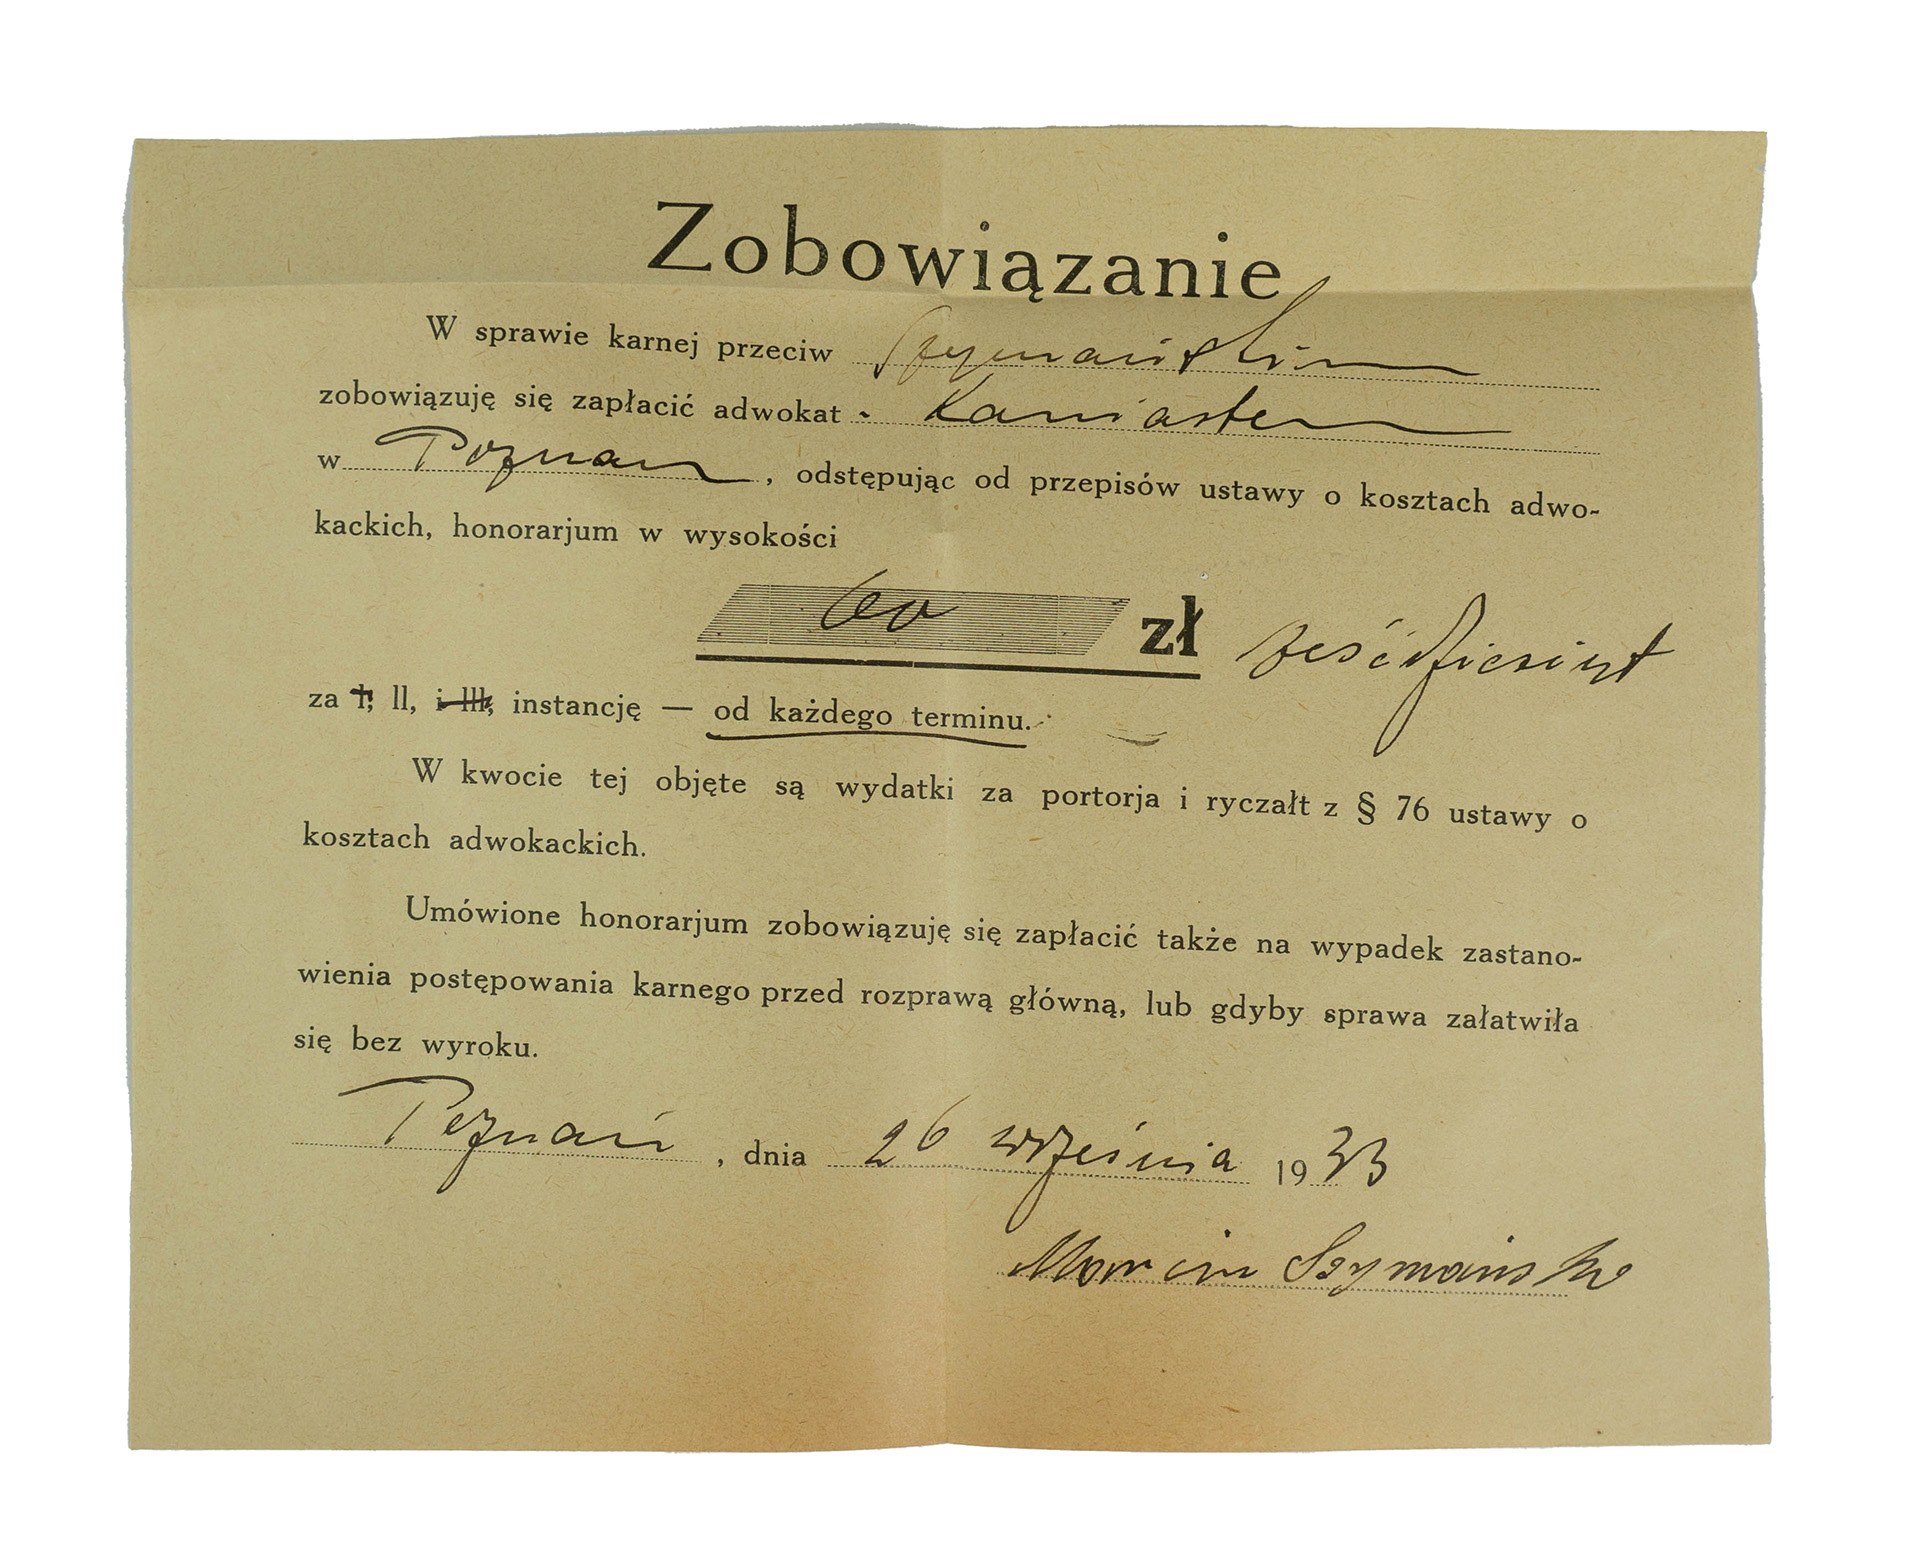 Zobowiązanie
W sprawie karnej przeciw Szymańskim
zobowiązuję się zapłacić adwokat. Kaniastem
w Poznan, odstępując od przepisów ustawy o kosztach adwo-
kackich, honorarjum w wysokości
60 zł sześćdziesiąt
za I, II, i III, instancję — od każdego terminu.
W kwocie tej objęte są wydatki za portorja i ryczałt z § 76 ustawy o
kosztach adwokackich.
Umówione honorarjum zobowiązuję się zapłacić także na wypadek zastano-
wienia postępowania karnego przed rozprawą główną, lub gdyby sprawa załatwiła
się bez wyroku.
Poznań, dnia 26 września 1933
Marcin Szymański